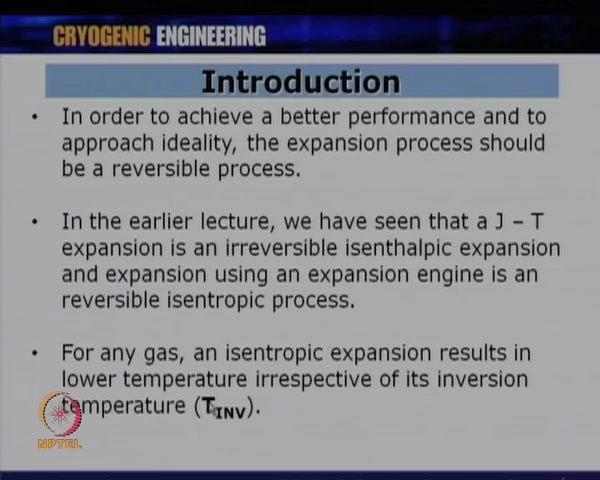 CRYOGENIC ENGINEERING
Introduction
• In order to achieve a better performance and to
approach ideality, the expansion process should
be a reversible process.
• In the earlier lecture, we have seen that a J – T
expansion is an irreversible isenthalpic expansion
and expansion using an expansion engine is an
reversible isentropic process.
• For any gas, an isentropic expansion results in
lower temperature irrespective of its inversion
temperature (TINV).
NPTEL